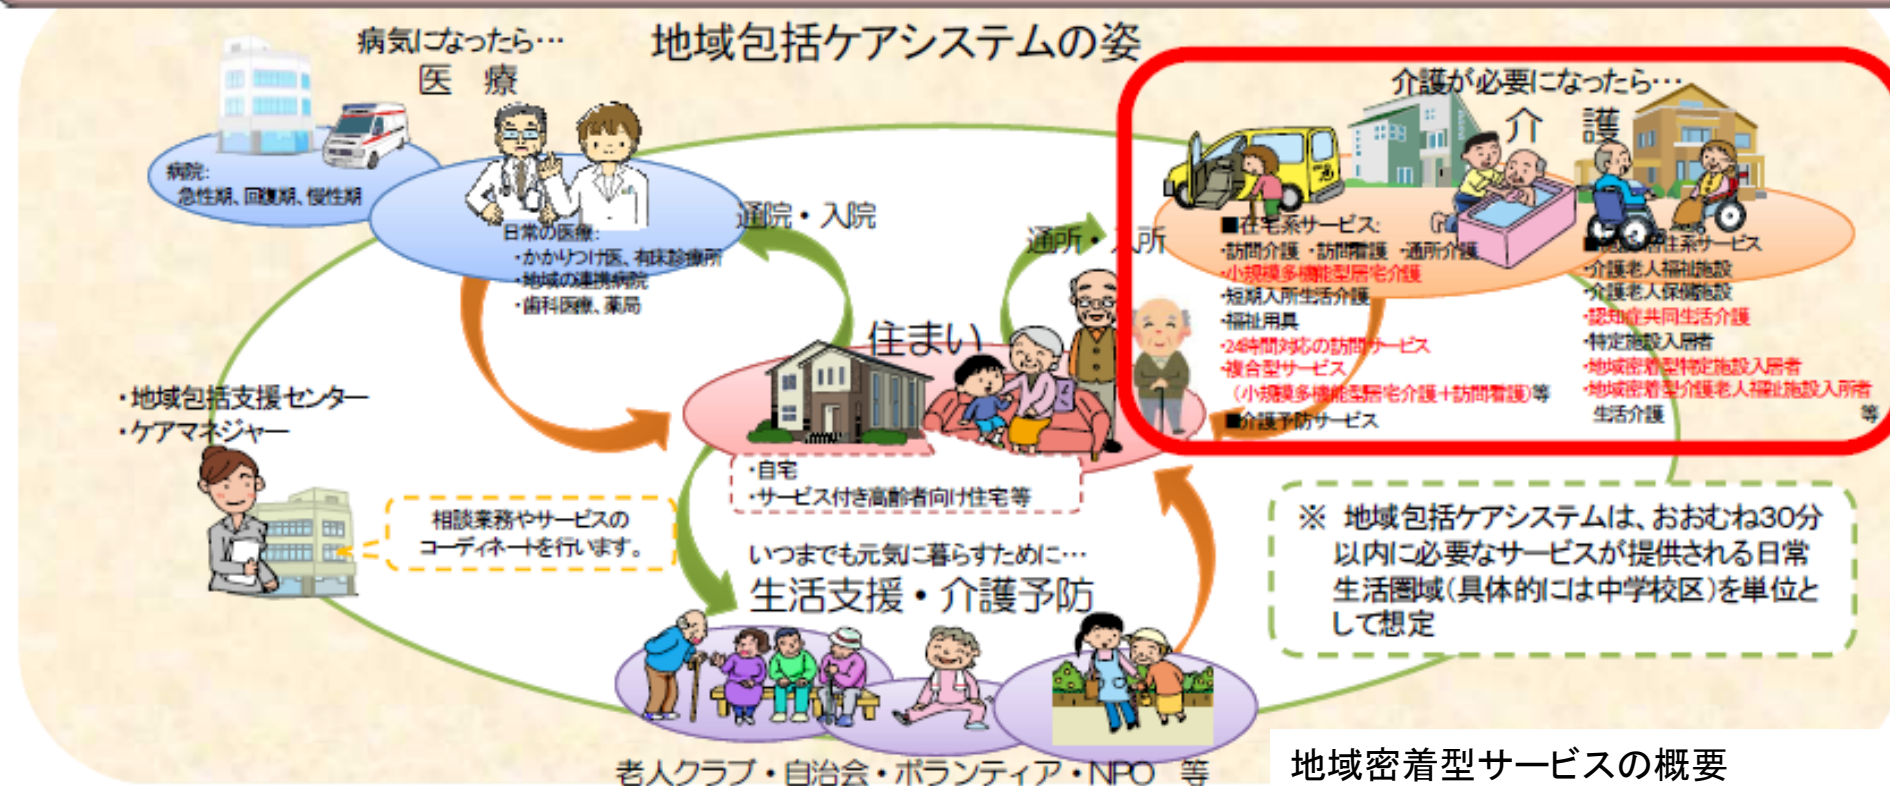 地域包括ケアシステムの姿
病気になったら…
医 療
病院:
急性期、回復期、慢性期
日常の医療:
・かかりつけ医、有床診療所
・地域の連携病院
・歯科医療、薬局
通院・入院
通所・入所
介護が必要になったら…
介 護
■在宅系サービス:
・訪問介護 ・訪問看護 ・通所介護
・小規模多機能型居宅介護
・短期入所生活介護
・福祉用具
・24時間対応の訪問サービス
・複合型サービス
(小規模多機能型居宅介護+訪問看護)等
■介護予防サービス
住系サービス
・介護老人福祉施設
・介護老人保健施設
・認知症共同生活介護
・特定施設入居者
・地域密着型特定施設入居者
・地域密着型介護老人福祉施設入所者
生活介護 等
住まい
・自宅
・サービス付き高齢者向け住宅等
・地域包括支援センター
・ケアマネジャー
相談業務やサービスの
コーディネートを行います。
いつまでも元気に暮らすために…
生活支援・介護予防
老人クラブ・自治会・ボランティア・NPO 等
※ 地域包括ケアシステムは、おおむね30分
以内に必要なサービスが提供される日常
生活圏域(具体的には中学校区)を単位と
して想定
地域密着型サービスの概要